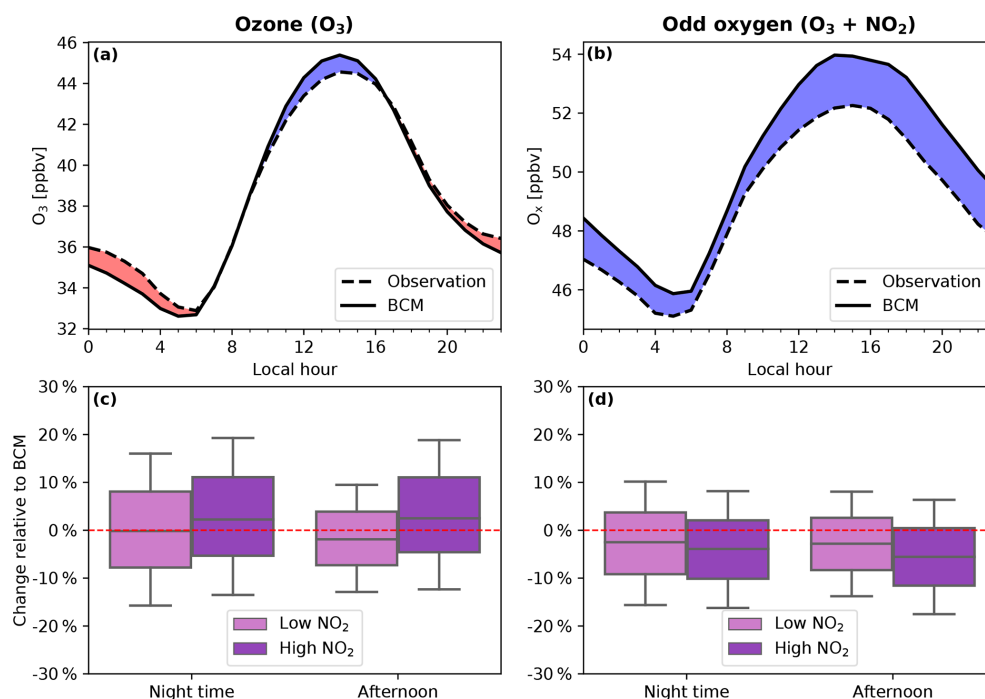 Ozone (O₃)
Odd oxygen (O₃ + NO₂)
(a)
O₃ [ppbv]
46
44
42
40
38
36
34
32
0
4
8
12
16
20
Local hour
Observation
BCM
(b)
Oₓ [ppbv]
54
52
50
48
46
0
4
8
12
16
20
Local hour
Observation
BCM
(c)
Change relative to BCM
30 %
20 %
10 %
0 %
-10 %
-20 %
-30 %
Low NO₂
High NO₂
Night time
Afternoon
(d)
30 %
20 %
10 %
0 %
-10 %
-20 %
-30 %
Low NO₂
High NO₂
Night time
Afternoon